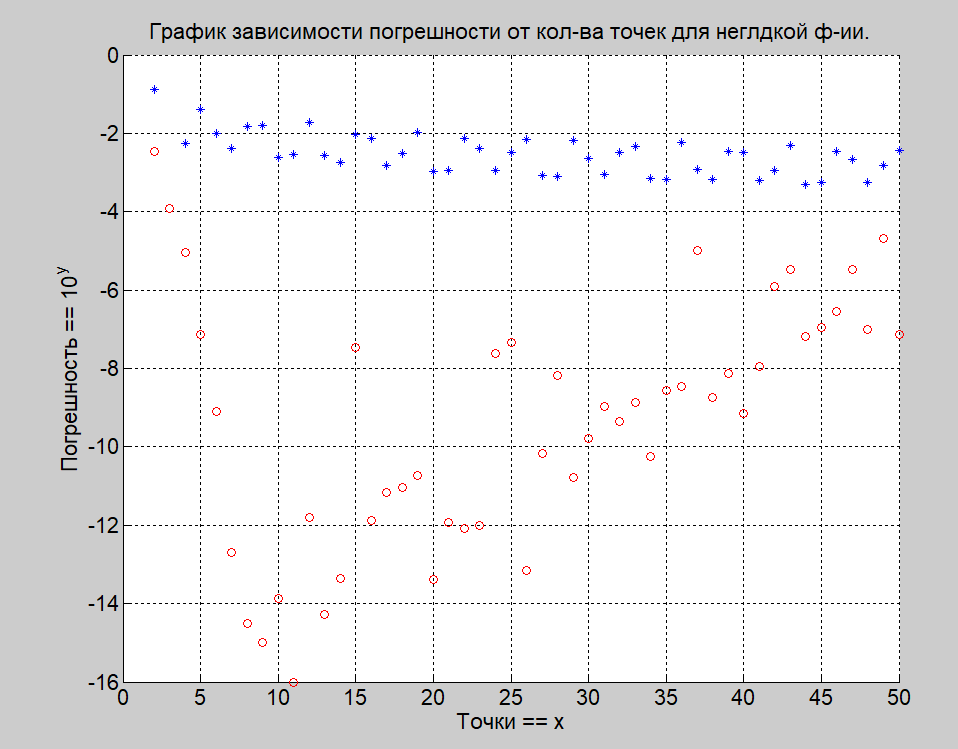 График зависимости погрешности от кол-ва точек для неглдкой ф-ии.
Погрешность == 10^y
0
-2
-4
-6
-8
-10
-12
-14
-16
0 5 10 15 20 25 30 35 40 45 50
Точки == x